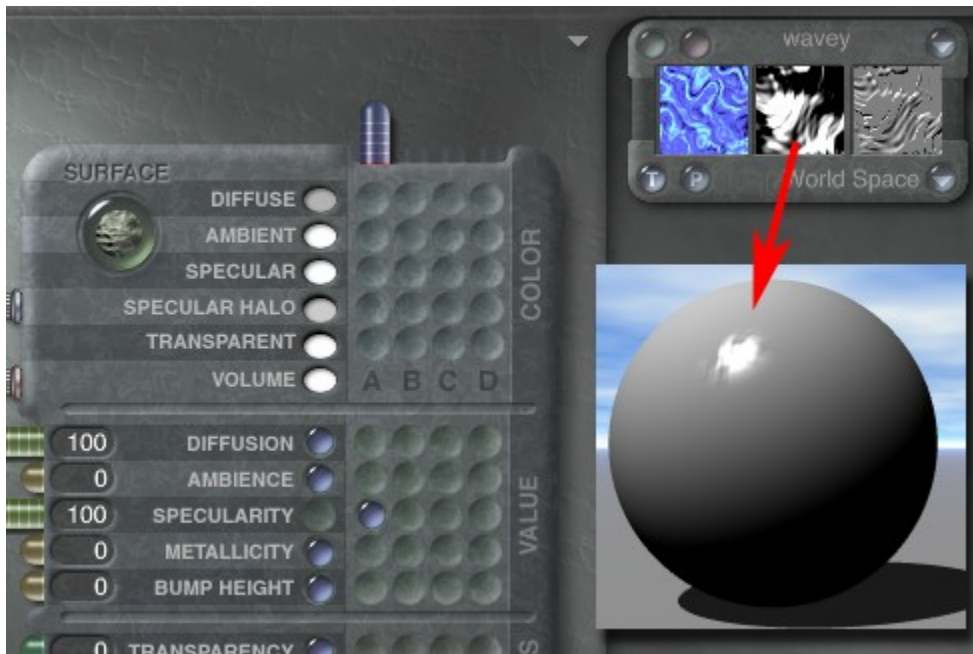 wavey
T P World Space
SURFACE
DIFFUSE
AMBIENT
SPECULAR
SPECULAR HALO
TRANSPARENT
VOLUME
A B C D
COLOR
100 DIFFUSION
0 AMBIENCE
100 SPECULARITY
0 METALLICITY
0 BUMP HEIGHT
VALUE
0 TRANSPARENCY
S